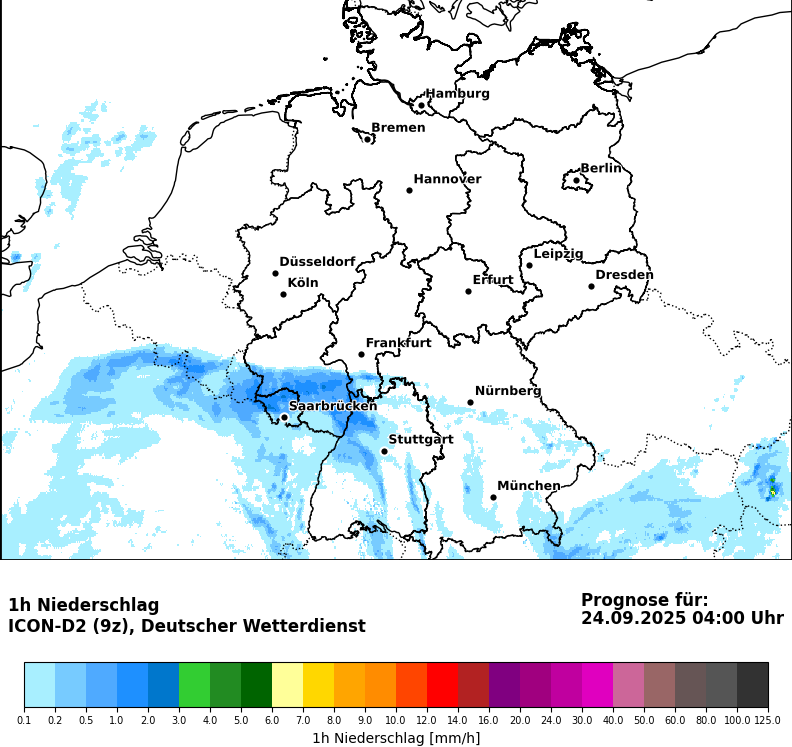 Hamburg
Bremen
Berlin
Hannover
Leipzig
Düsseldorf
Dresden
Köln
Erfurt
Frankfurt
Nürnberg
Saarbrücken
Stuttgart
München
1h Niederschlag
ICON-D2 (9z), Deutscher Wetterdienst
Prognose für:
24.09.2025 04:00 Uhr
0.1 0.2 0.5 1.0 2.0 3.0 4.0 5.0 6.0 7.0 8.0 9.0 10.0 12.0 14.0 16.0 20.0 24.0 30.0 40.0 50.0 60.0 80.0 100.0 125.0
1h Niederschlag [mm/h]